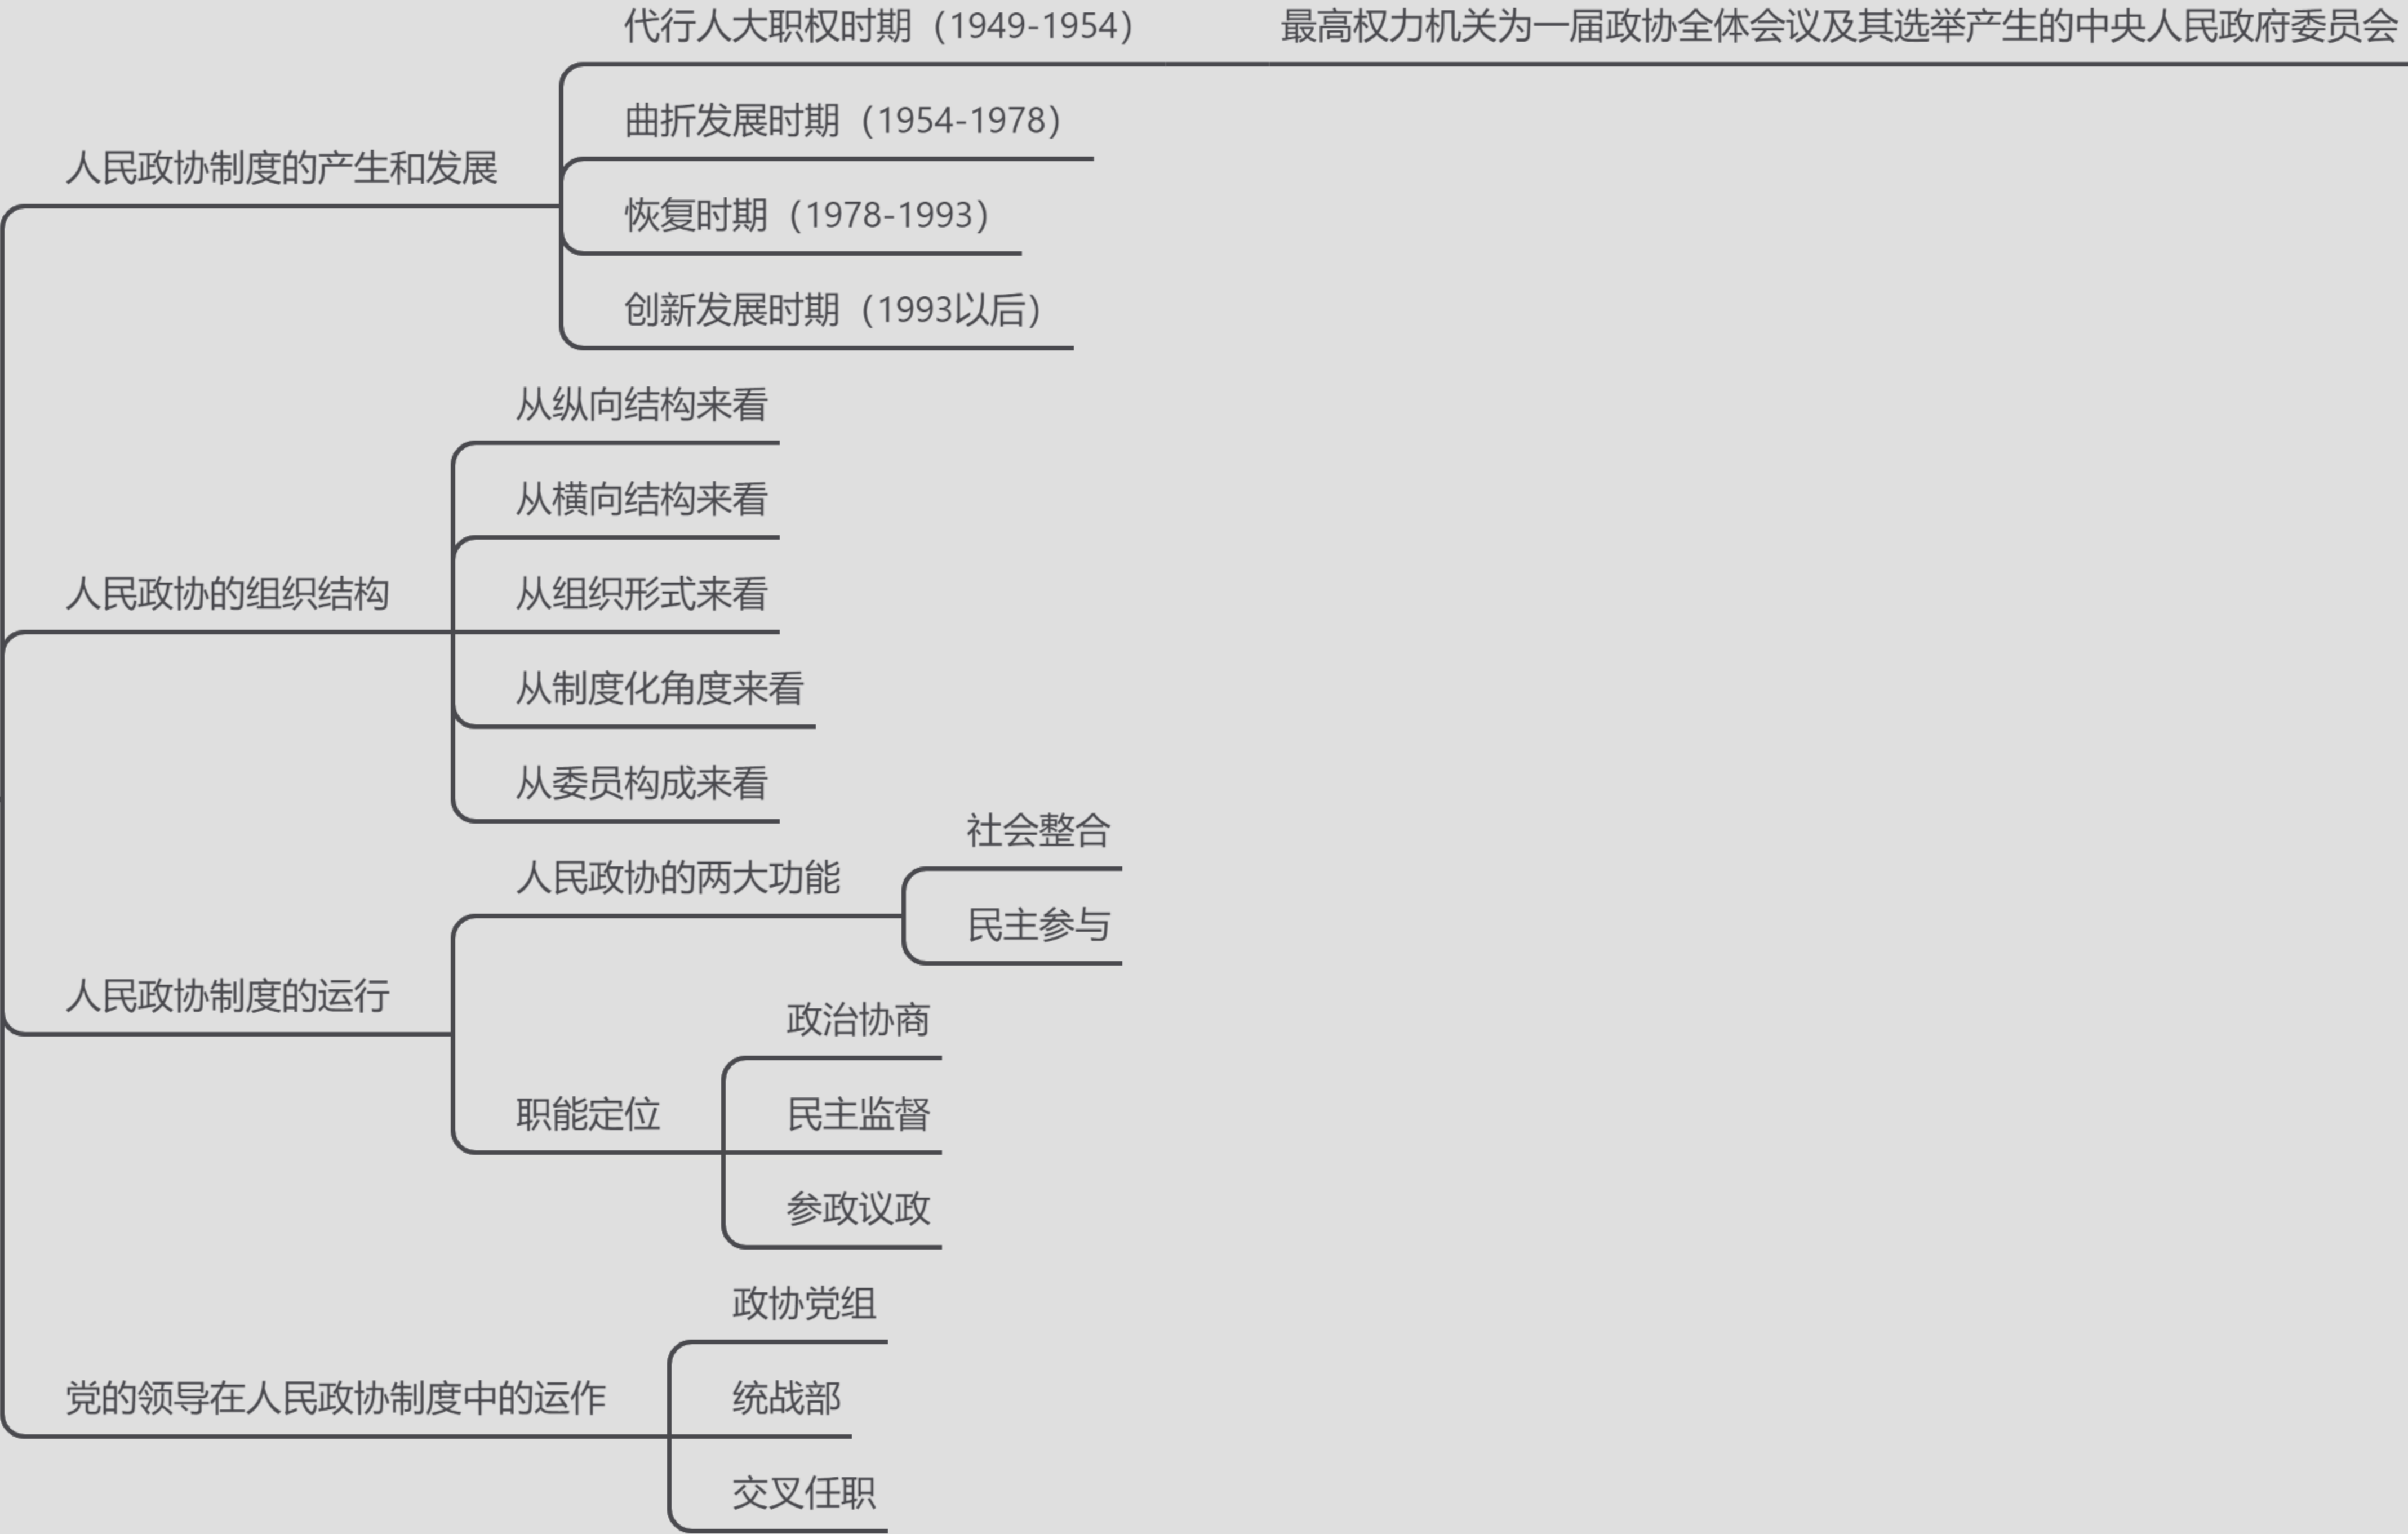 代行人大职权时期（1949-1954）
最高权力机关为一届政协全体会议及其选举产生的中央人民政府委员会
曲折发展时期（1954-1978）
人民政协制度的产生和发展
恢复时期（1978-1993）
创新发展时期（1993以后）
从纵向结构来看
从横向结构来看
人民政协的组织结构
从组织形式来看
从制度化角度来看
从委员构成来看
社会整合
人民政协的两大功能
民主参与
人民政协制度的运行
政治协商
职能定位
民主监督
参政议政
政协党组
党的领导在人民政协制度中的运作
统战部
交叉任职